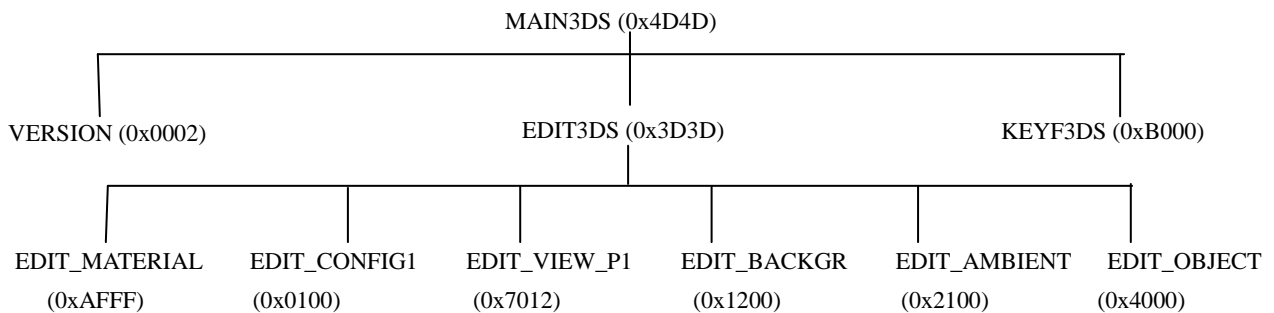 MAIN3DS (0x4D4D)
VERSION (0x0002) EDIT3DS (0x3D3D) KEYF3DS (0xB000)
EDIT_MATERIAL EDIT_CONFIG1 EDIT_VIEW_P1 EDIT_BACKGR EDIT_AMBIENT EDIT_OBJECT
(0xAFFF) (0x0100) (0x7012) (0x1200) (0x2100) (0x4000)